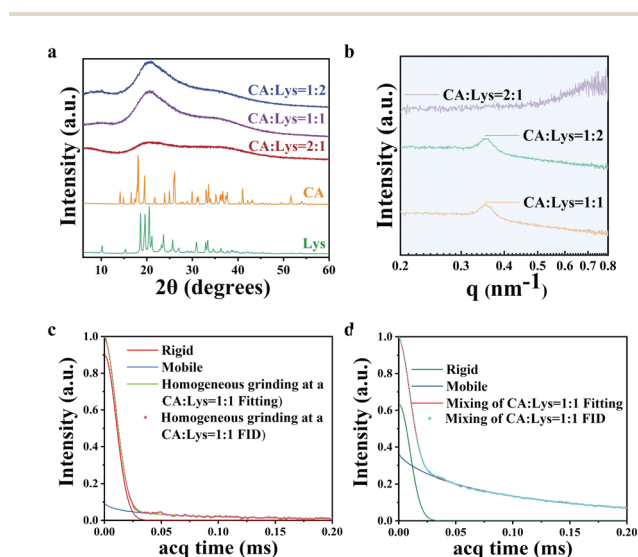 a
CA:Lys=1:2
CA:Lys=1:1
CA:Lys=2:1
CA
Lys
Intensity (a.u.)
10 20 30 40 50 60
2θ (degrees)
b
CA:Lys=2:1
CA:Lys=1:2
CA:Lys=1:1
Intensity (a.u.)
0.2 0.3 0.4 0.5 0.6 0.7 0.8
q (nm-1)
c
1.0
0.8
0.6
0.4
0.2
0.0
Intensity (a.u.)
Rigid
Mobile
Homogeneous grinding at a
CA:Lys=1:1 Fitting)
Homogeneous grinding at a
CA:Lys=1:1 FID)
0.00 0.05 0.10 0.15 0.20
acq time (ms)
d
1.0
0.8
0.6
0.4
0.2
0.0
Intensity (a.u.)
Rigid
Mobile
Mixing of CA:Lys=1:1 Fitting
Mixing of CA:Lys=1:1 FID
0.00 0.05 0.10 0.15 0.20
acq time (ms)